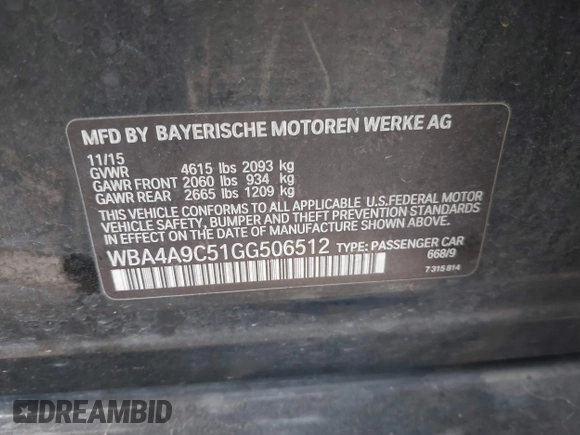 MFD BY BAYERISCHE MOTOREN WERKE AG
11/15
GVWR 4615 lbs 2093 kg
GAWR FRONT 2060 lbs 934 kg
GAWR REAR 2665 lbs 1209 kg
THIS VEHICLE CONFORMS TO ALL APPLICABLE U.S.FEDERAL MOTOR
VEHICLE SAFETY, BUMPER AND THEFT PREVENTION STANDARDS
IN EFFECT ON THE DATE OF MANUFACTURE SHOWN ABOVE.
WBA4A9C51GG506512 TYPE: PASSENGER CAR
668/9
7 315 814
DREAMBID